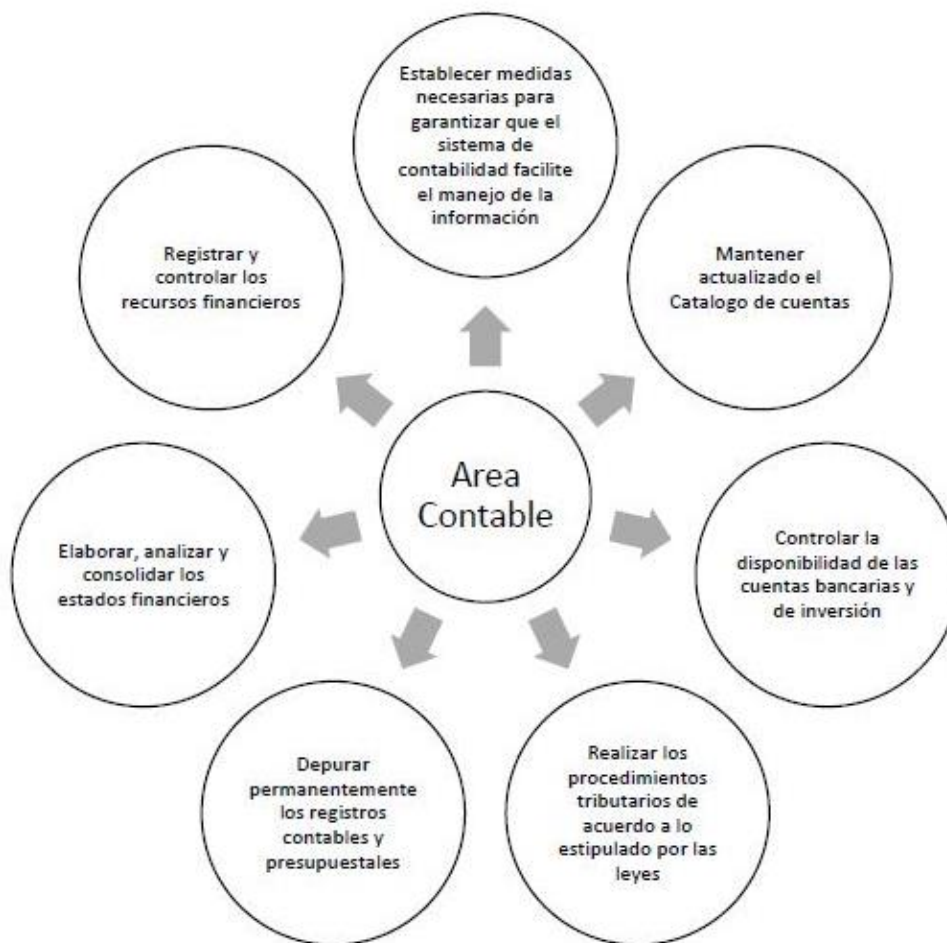 Establecer medidas
necesarias para
garantizar que el
sistema de
contabilidad facilite
el manejo de la
información
Mantener
actualizado el
Catalogo de cuentas
Controlar la
disponibilidad de las
cuentas bancarias y
de inversión
Realizar los
procedimientos
tributarios de
acuerdo a lo
estipulado por las
leyes
Depurar
permanentemente
los registros
contables y
presupuestales
Elaborar, analizar y
consolidar los
estados financieros
Registrar y
controlar los
recursos financieros
Area
Contable